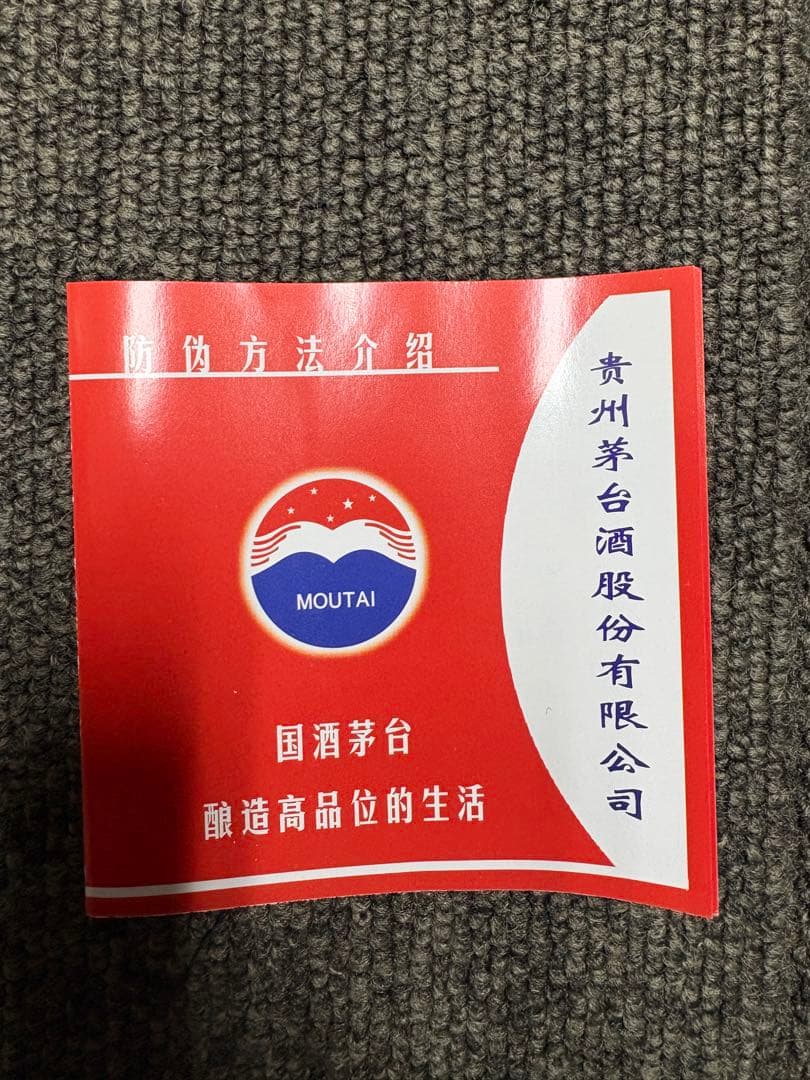 防伪方法介绍
MOUTAI
国酒茅台
酿造高品位的生活
贵州茅台酒股份有限公司